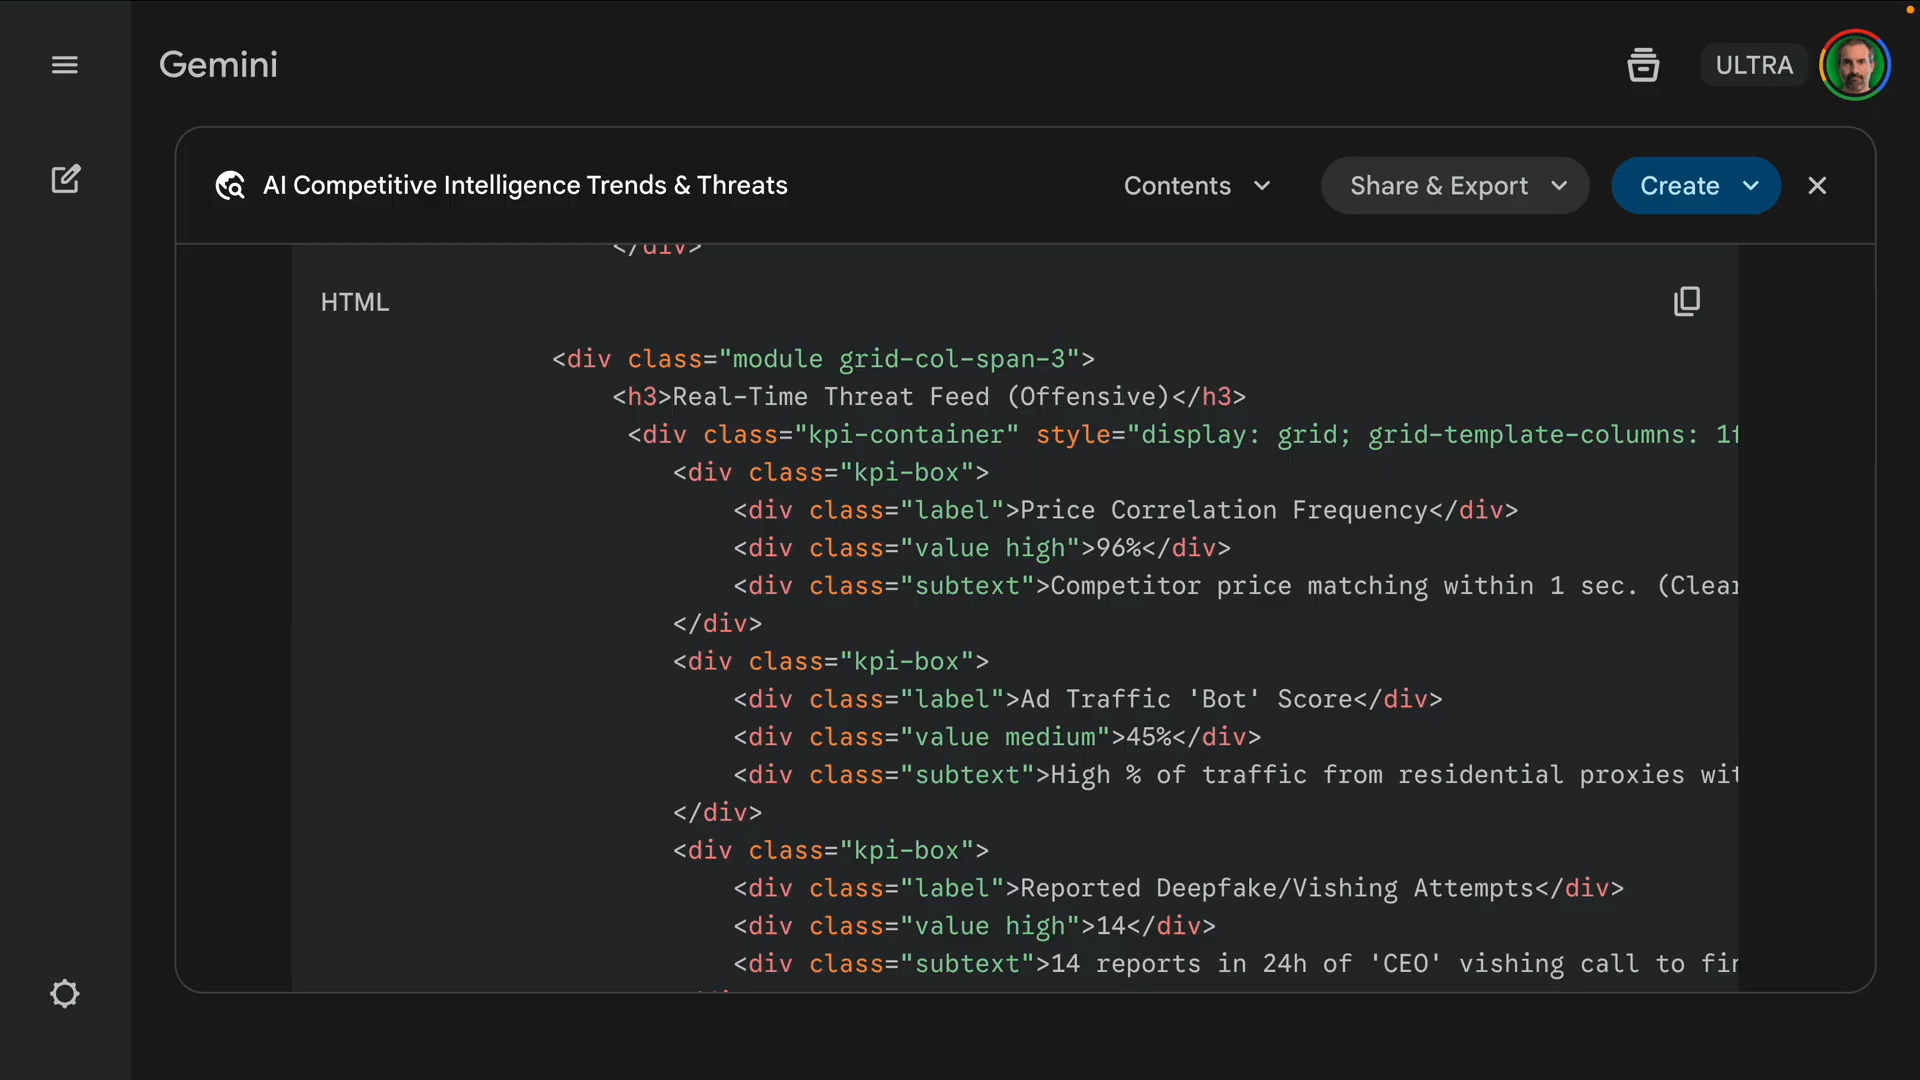 Gemini
ULTRA
AI Competitive Intelligence Trends & Threats
Contents
Share & Export
Create
</div>
HTML
<div class="module grid-col-span-3">
<h3>Real-Time Threat Feed (Offensive)</h3>
<div class="kpi-container" style="display: grid; grid-template-columns: 1f
<div class="kpi-box">
<div class="label">Price Correlation Frequency</div>
<div class="value high">96%</div>
<div class="subtext">Competitor price matching within 1 sec. (Clear
</div>
<div class="kpi-box">
<div class="label">Ad Traffic 'Bot' Score</div>
<div class="value medium">45%</div>
<div class="subtext">High % of traffic from residential proxies wit
</div>
<div class="kpi-box">
<div class="label">Reported Deepfake/Vishing Attempts</div>
<div class="value high">14</div>
<div class="subtext">14 reports in 24h of 'CEO' vishing call to fin